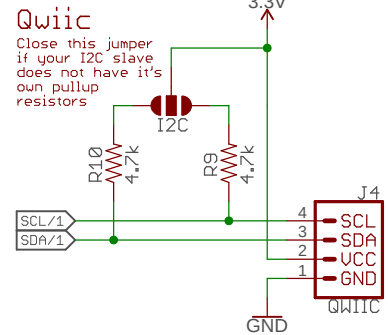 3.3V
Qwiic
Close this jumper
if your I2C slave
does not have it's
own pullup
resistors
I2C
R10
4.7k
R9
4.7k
J4
SCL/1
4
SCL
SDA/1
3
SDA
2
VCC
1
GND
QWIIC
GND